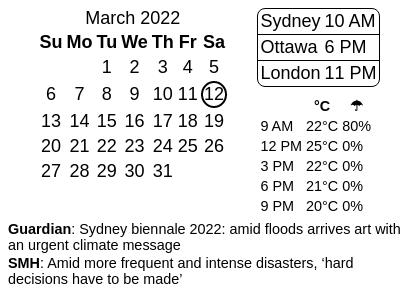 March 2022
Su Mo Tu We Th Fr Sa
1 2 3 4 5
6 7 8 9 10 11 12
13 14 15 16 17 18 19
20 21 22 23 24 25 26
27 28 29 30 31
Sydney 10 AM
Ottawa 6 PM
London 11 PM
°C ☂
9 AM 22°C 80%
12 PM 25°C 0%
3 PM 22°C 0%
6 PM 21°C 0%
9 PM 20°C 0%
Guardian: Sydney biennale 2022: amid floods arrives art with
an urgent climate message
SMH: Amid more frequent and intense disasters, ‘hard
decisions have to be made’